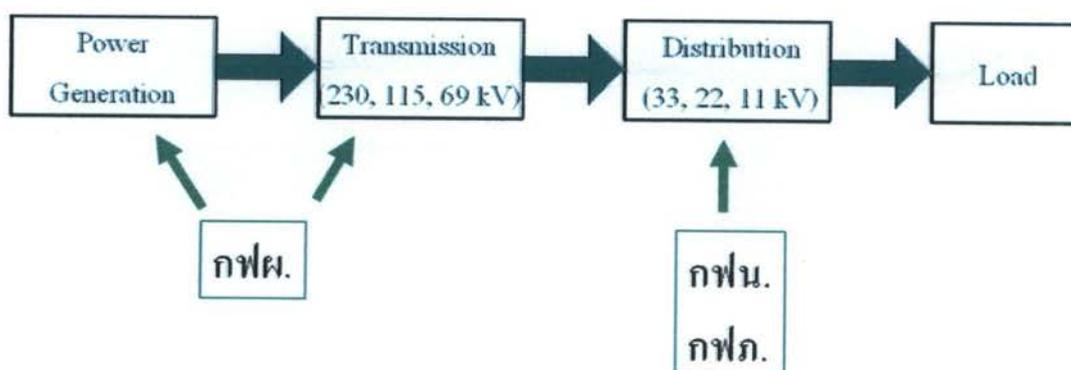 Power
Generation
Transmission
(230, 115, 69 kV)
Distribution
(33, 22, 11 kV)
Load
กฟผ.
กฟน.
กฟภ.